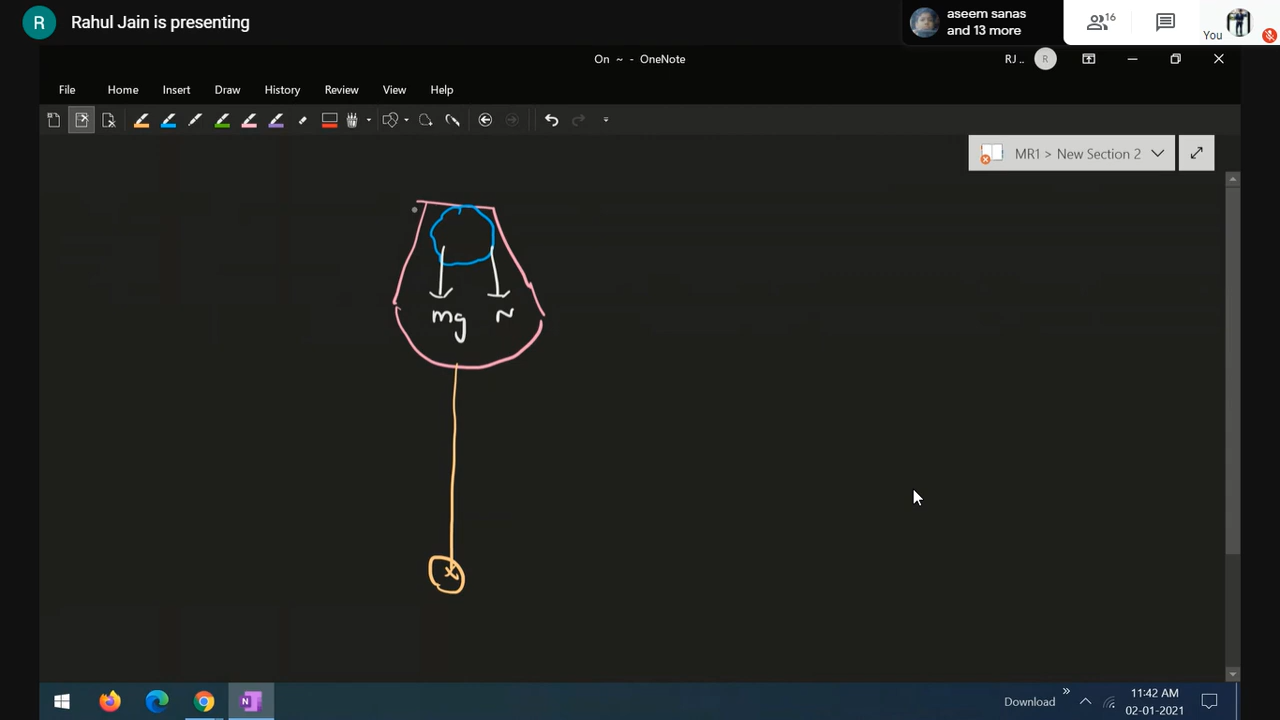 R Rahul Jain is presenting
aseem sanas
and 13 more
16
You
On ~ - OneNote
RJ ..
R
File Home Insert Draw History Review View Help
MR1 > New Section 2
mg N
x
Download
»
11:42 AM
02-01-2021